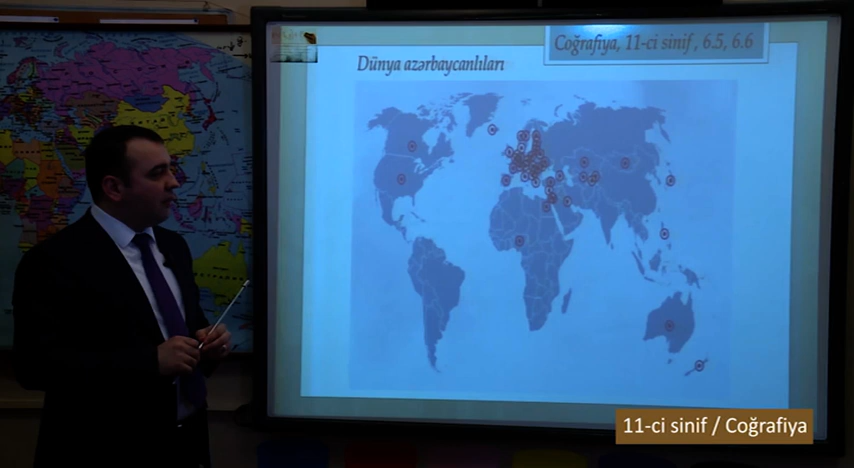 Coğrafiya, 11-ci sinif , 6.5, 6.6
Dünya azərbaycanlıları
11-ci sinif / Coğrafiya